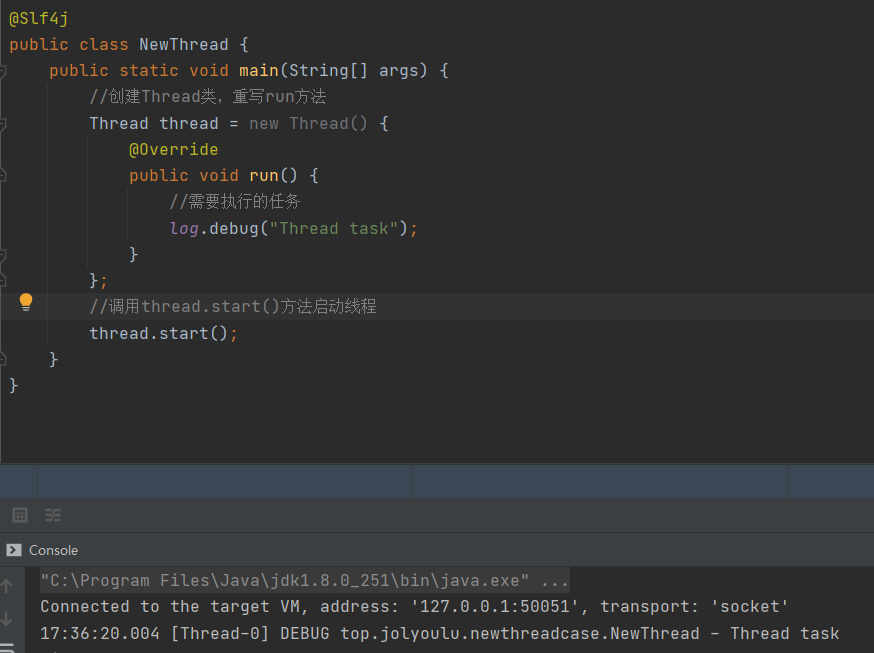 @Slf4j
public class NewThread {
    public static void main(String[] args) {
        //创建Thread类，重写run方法
        Thread thread = new Thread() {
            @Override
            public void run() {
                //需要执行的任务
                log.debug("Thread task");
            }
        };
        //调用thread.start()方法启动线程
        thread.start();
    }
}
Console
"C:\Program Files\Java\jdk1.8.0_251\bin\java.exe" ...
Connected to the target VM, address: '127.0.0.1:50051', transport: 'socket'
17:36:20.004 [Thread-0] DEBUG top.jolyoulu.newthreadcase.NewThread - Thread task